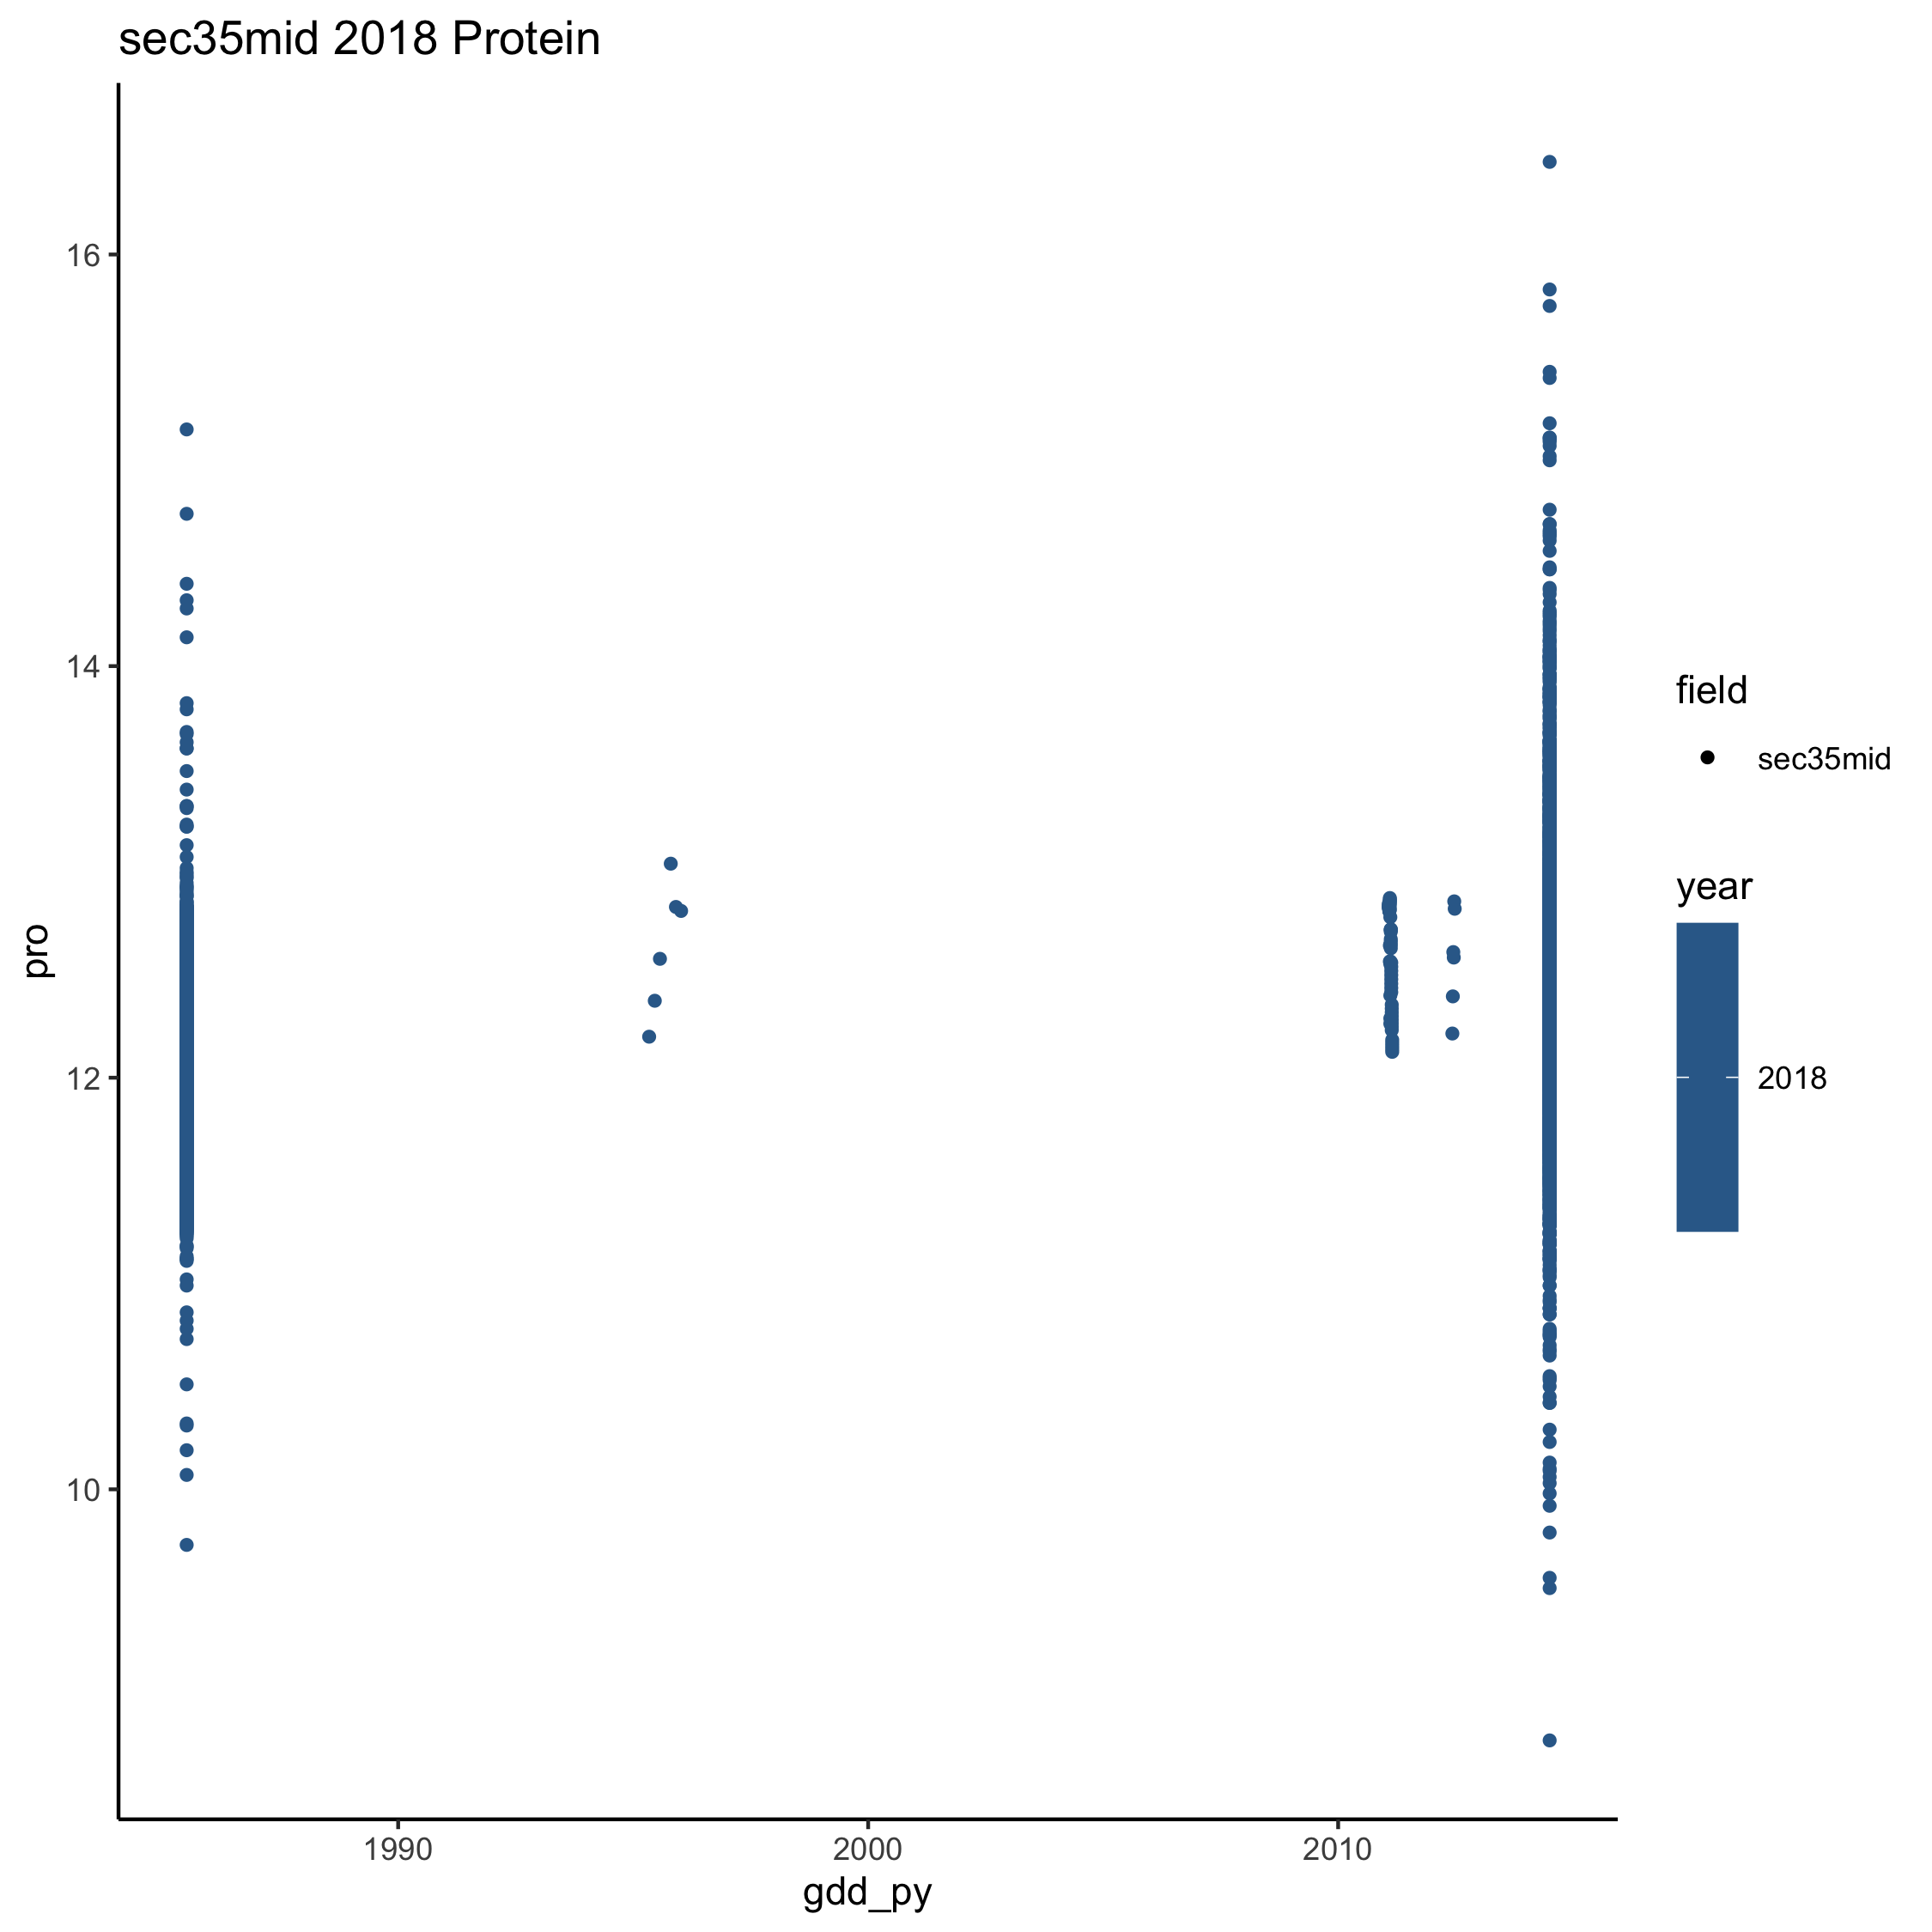 sec35mid 2018 Protein
16
14
12
10
pro
1990
2000
2010
gdd_py
field
sec35mid
year
2018